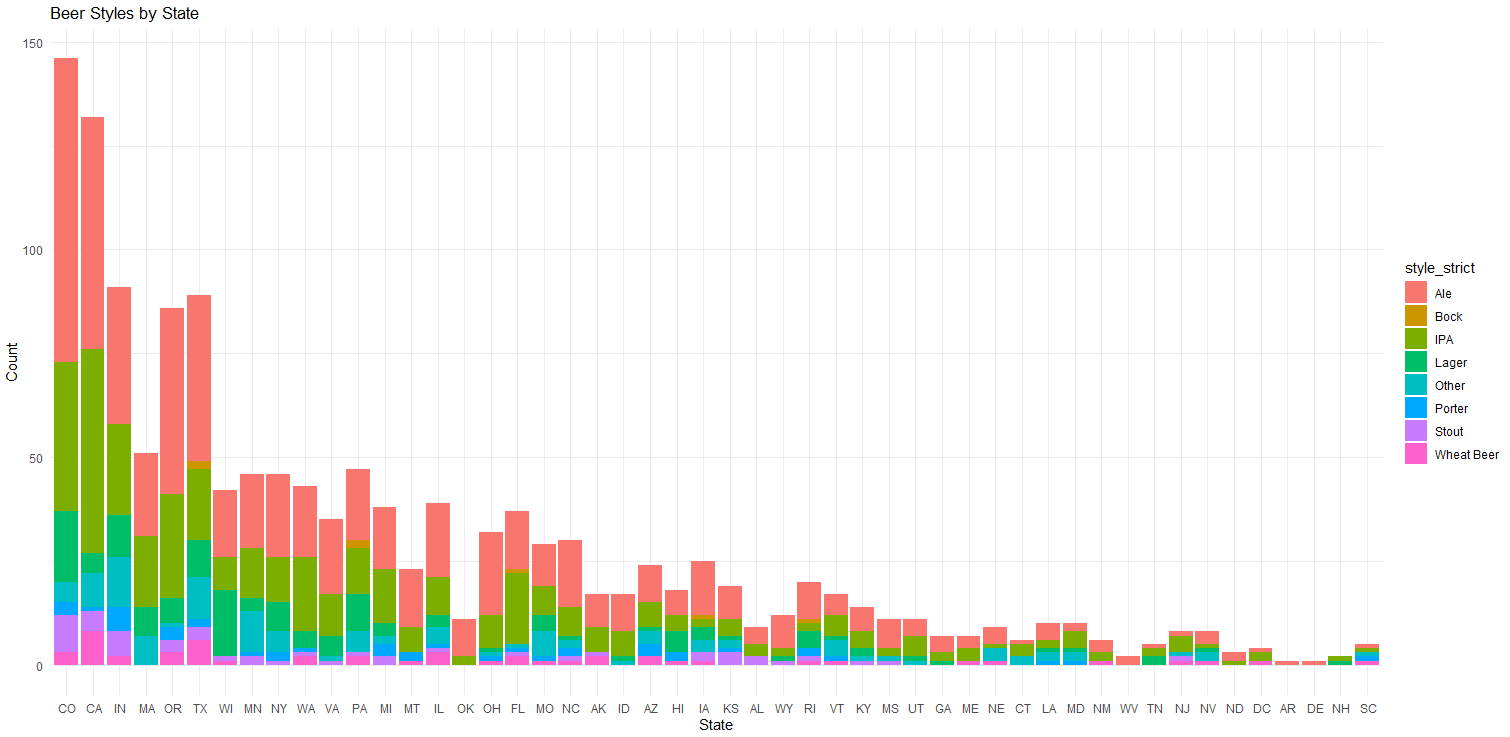 Beer Styles by State
150
100
50
0
Count
CO CA IN MA OR TX WI MN NY WA VA PA MI MT IL OK OH FL MO NC AK ID AZ HI IA KS AL WY RI VT KY MS UT GA ME NE CT LA MD NM WV TN NJ NV ND DC AR DE NH SC
State
style_strict
Ale
Bock
IPA
Lager
Other
Porter
Stout
Wheat Beer